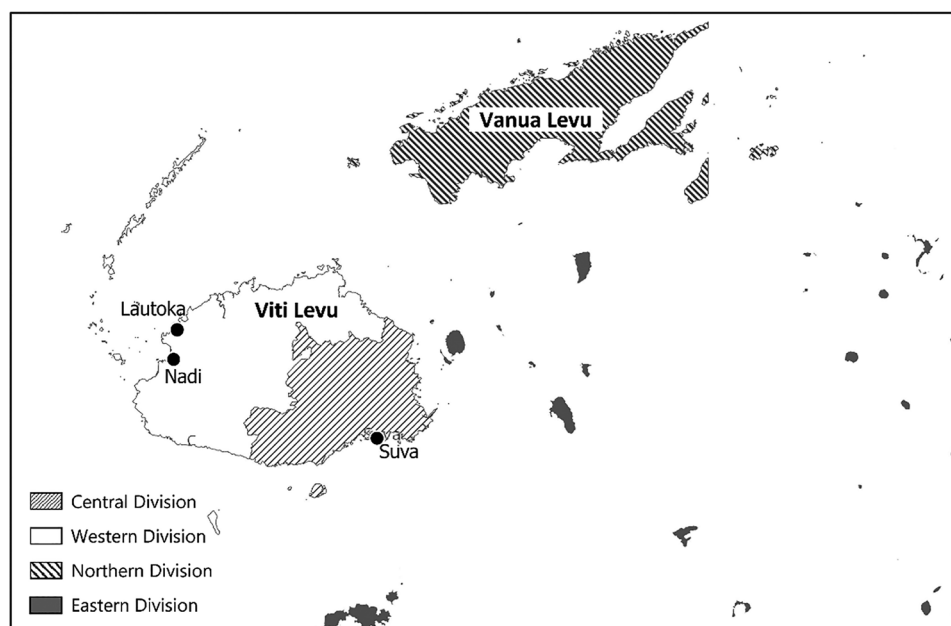 Vanua Levu
Viti Levu
Lautoka
Nadi
Suva
Central Division
Western Division
Northern Division
Eastern Division